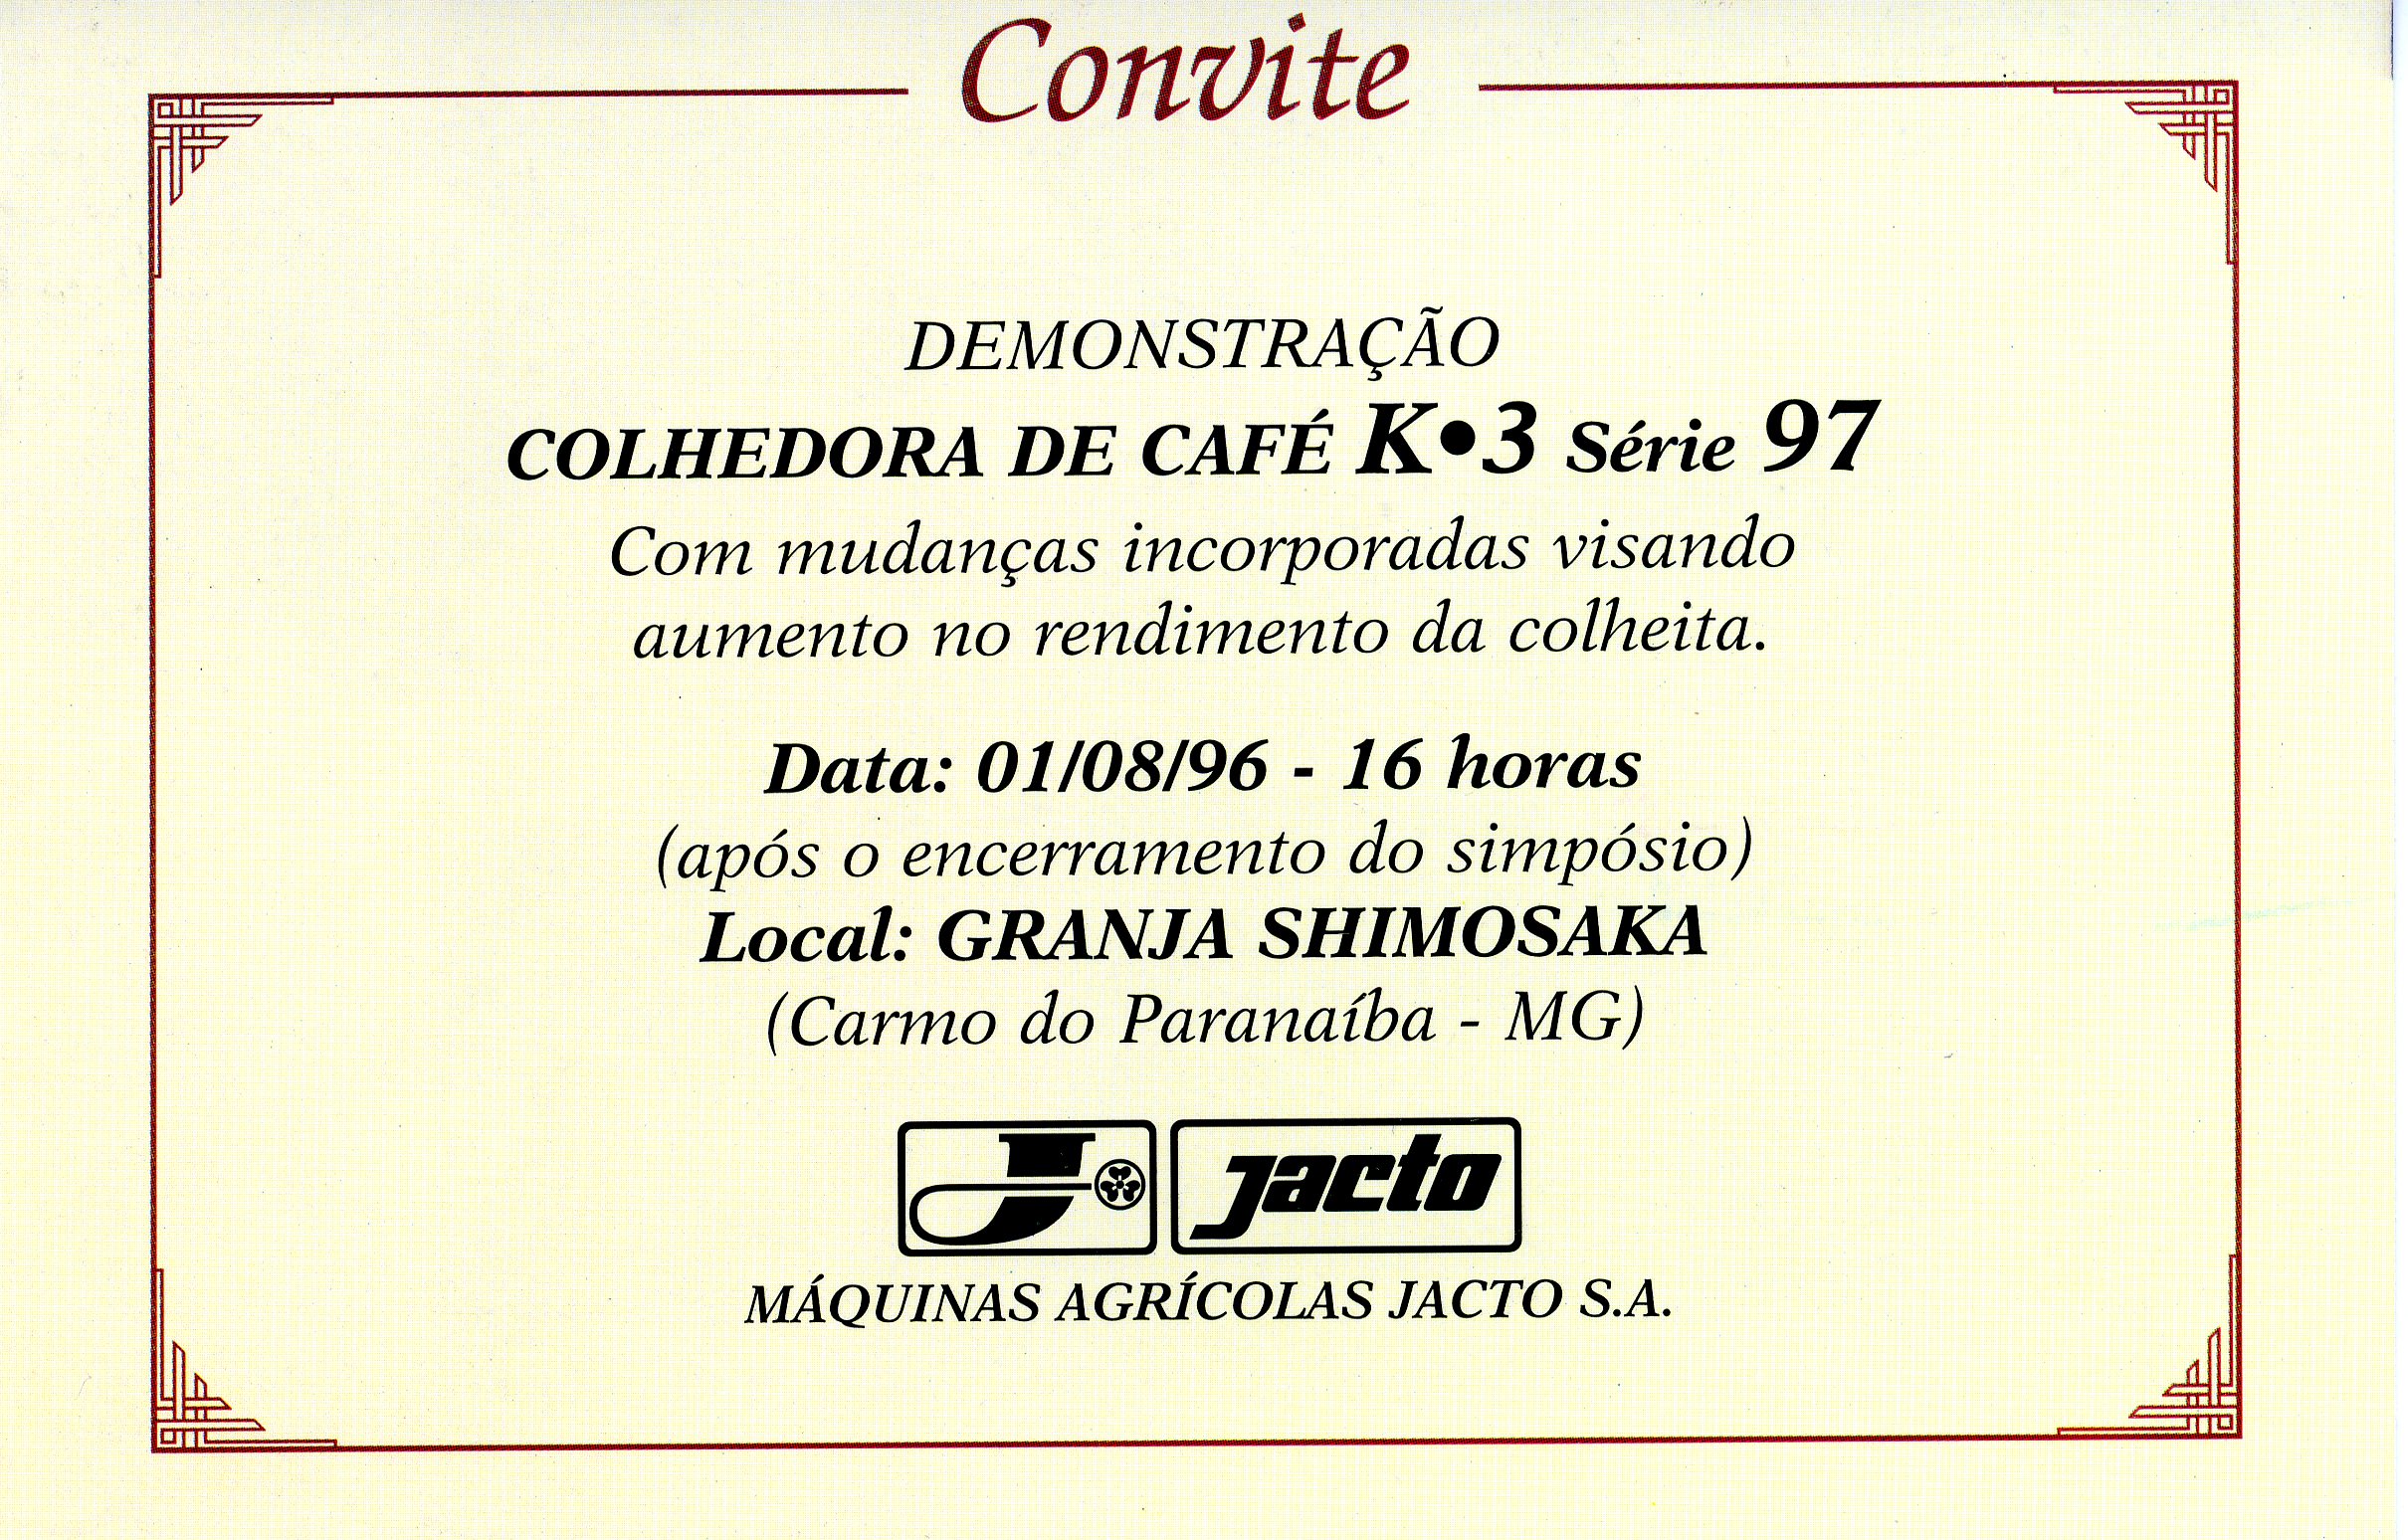 Convite
DEMONSTRAÇÃO
COLHEDORA DE CAFÉ K•3 Série 97
Com mudanças incorporadas visando
aumento no rendimento da colheita.
Data: 01/08/96 - 16 horas
(após o encerramento do simpósio)
Local: GRANJA SHIMOSAKA
(Carmo do Paranaíba - MG)
J jacto
MÁQUINAS AGRÍCOLAS JACTO S.A.